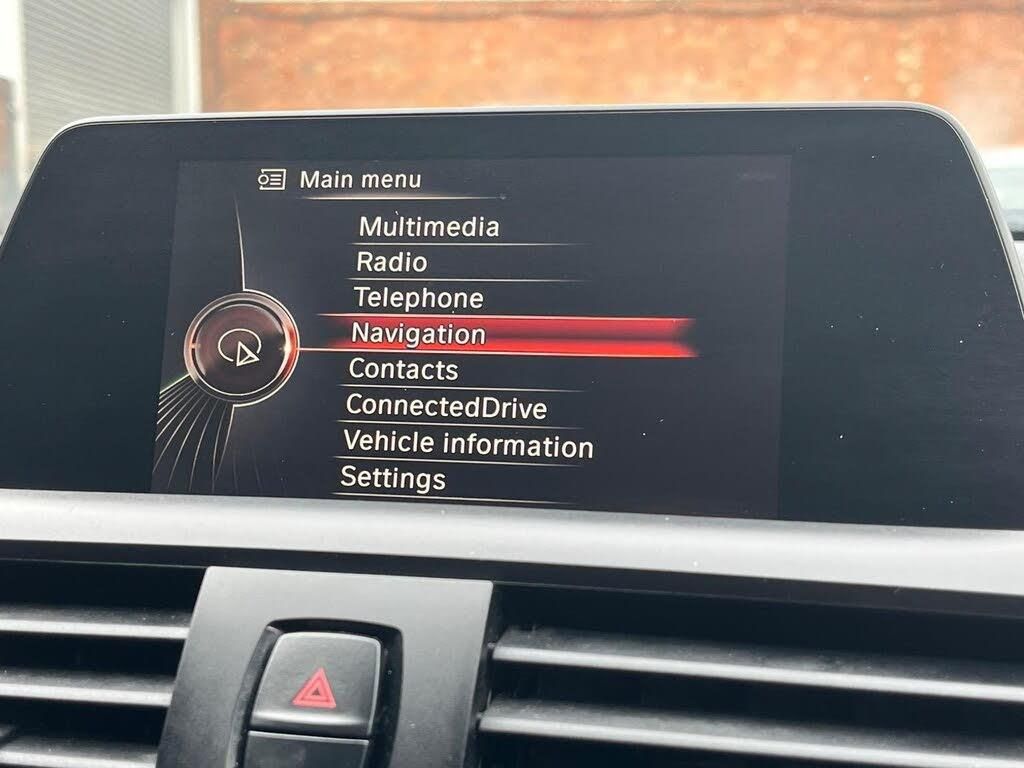 Main menu
Multimedia
Radio
Telephone
Navigation
Contacts
ConnectedDrive
Vehicle information
Settings